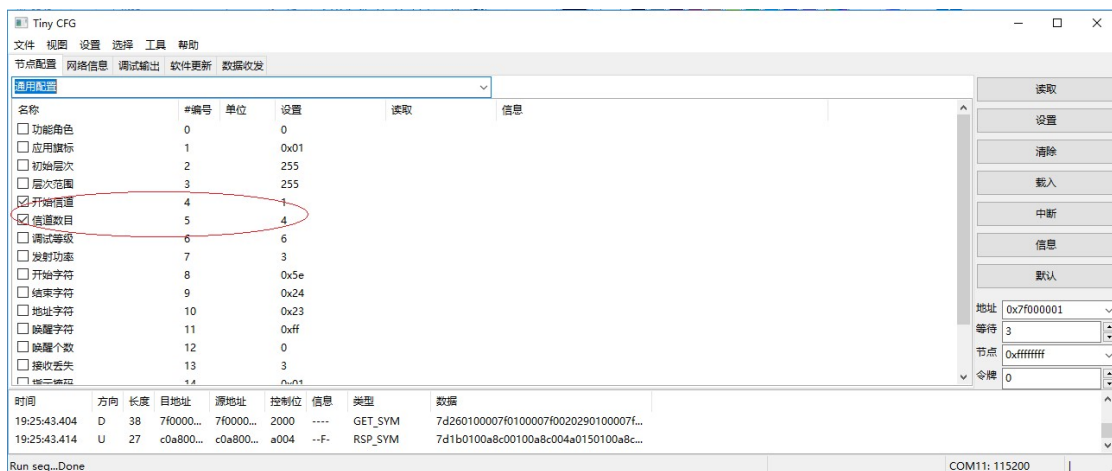 Tiny CFG
文件 视图 设置 选择 工具 帮助
节点配置 网络信息 调试输出 软件更新 数据收发
通用配置
名称 #编号 单位 设置 读取 信息
功能角色 0 0
应用旗标 1 0x01
初始层次 2 255
层次范围 3 255
开始信道 4 1
信道数目 5 4
调试等级 6 6
发射功率 7 3
开始字符 8 0x5e
结束字符 9 0x24
地址字符 10 0x23
唤醒字符 11 0xff
唤醒个数 12 0
接收丢失 13 3
指示掩码 14 0x01
读取
设置
清除
载入
中断
信息
默认
地址 0x7f000001
等待 3
节点 0xffffffff
令牌 0
时间 方向 长度 目地址 源地址 控制位 信息 类型 数据
19:25:43.404 D 38 7f0000... 7f0000... 2000 ---- GET_SYM 7d260100007f0100007f0020290100007f...
19:25:43.414 U 27 c0a800... c0a800... a004 --F- RSP_SYM 7d1b0100a8c00100a8c004a0150100a8c...
Run seq...Done COM11: 115200